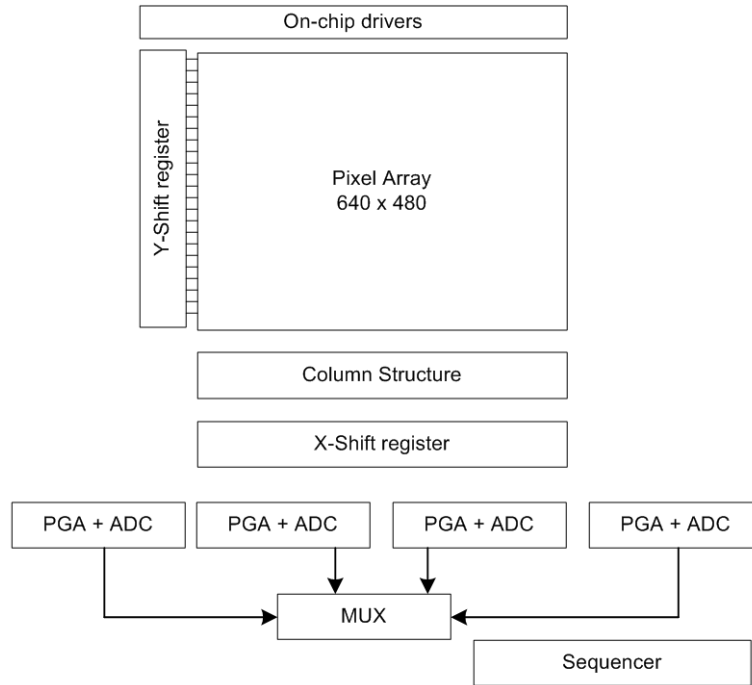 On-chip drivers
Y-Shift register
Pixel Array
640 x 480
Column Structure
X-Shift register
PGA + ADC
PGA + ADC
PGA + ADC
PGA + ADC
MUX
Sequencer